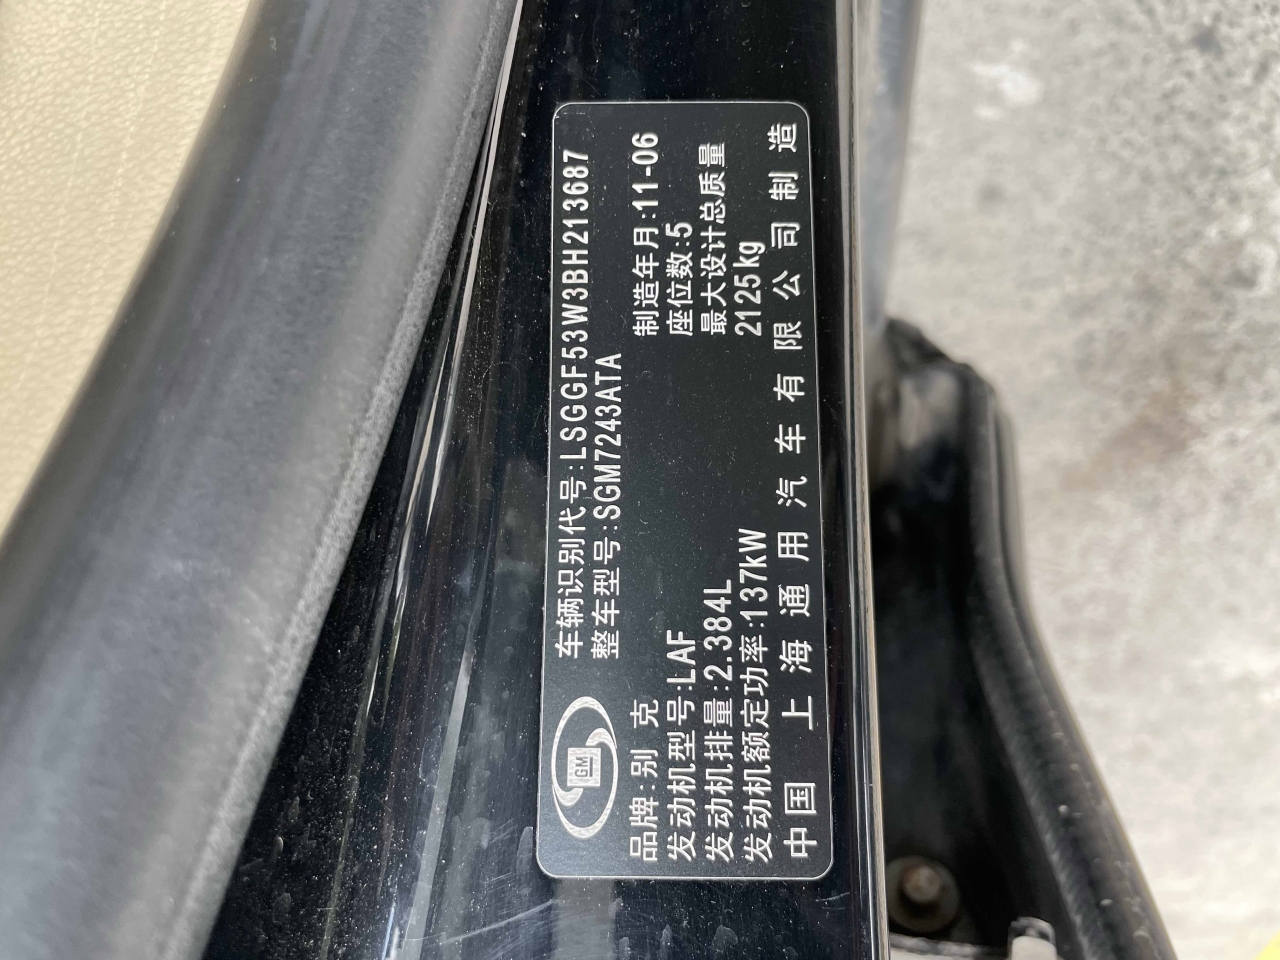 车辆识别代号:LSGGF53W3BH213687
整车型号:SGM7243ATA
GM
品牌:别 克
制造年月:11-06
发动机型号:LAF
座位数:5
发动机排量:2.384L
最大设计总质量
发动机额定功率:137kW
2125kg
中国 上海通用汽车有限公司制造